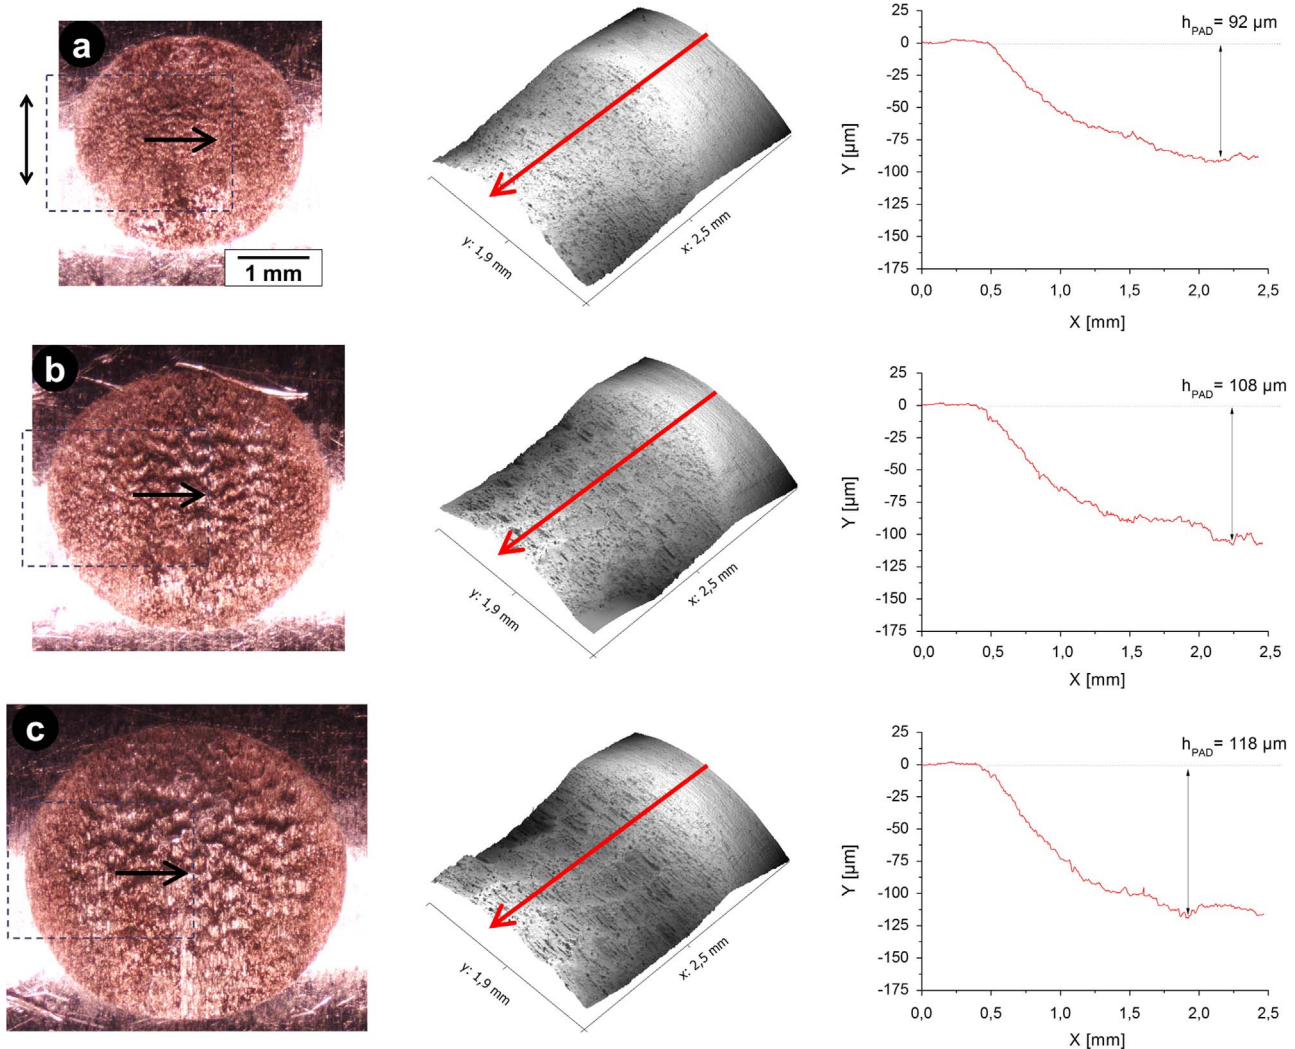 a
1 mm
y: 1,9 mm
x: 2,5 mm
h_PAD = 92 µm
25
0
-25
-50
-75
-100
-125
-150
-175
Y [µm]
0,0 0,5 1,0 1,5 2,0 2,5
X [mm]
b
y: 1,9 mm
x: 2,5 mm
h_PAD = 108 µm
25
0
-25
-50
-75
-100
-125
-150
-175
Y [µm]
0,0 0,5 1,0 1,5 2,0 2,5
X [mm]
c
y: 1,9 mm
x: 2,5 mm
h_PAD = 118 µm
25
0
-25
-50
-75
-100
-125
-150
-175
Y [µm]
0,0 0,5 1,0 1,5 2,0 2,5
X [mm]